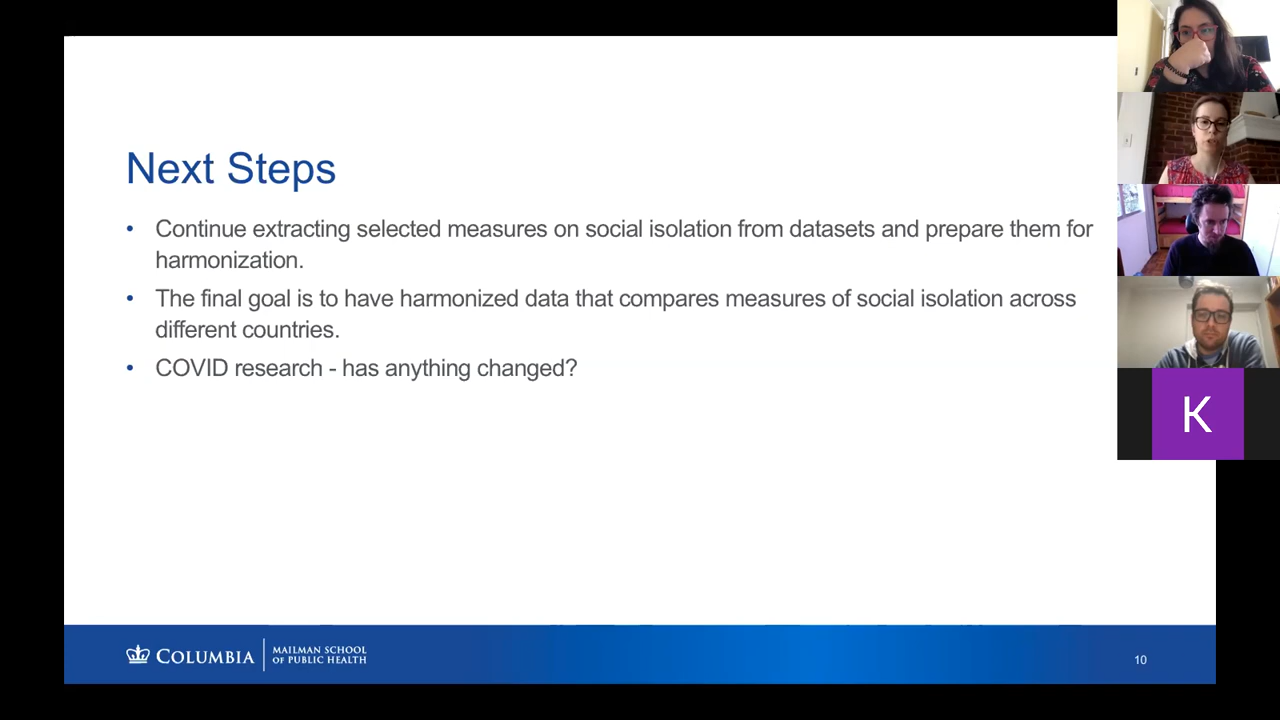 Next Steps
• Continue extracting selected measures on social isolation from datasets and prepare them for
harmonization.
• The final goal is to have harmonized data that compares measures of social isolation across
different countries.
• COVID research - has anything changed?
K
COLUMBIA
MAILMAN SCHOOL
OF PUBLIC HEALTH
10